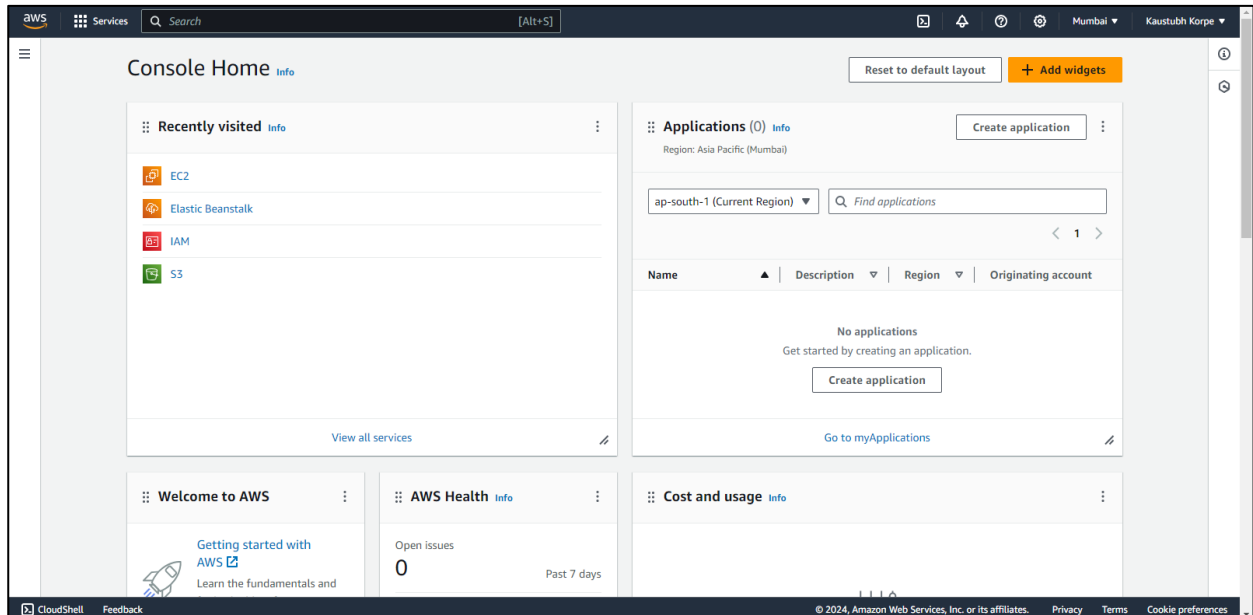 aws Services Search [Alt+S] Mumbai ▼ Kaustubh Korpe ▼
Console Home Info
Reset to default layout
+ Add widgets
Recently visited Info
EC2
Elastic Beanstalk
IAM
S3
View all services
Applications (0) Info
Region: Asia Pacific (Mumbai)
Create application
ap-south-1 (Current Region) ▼
Find applications
< 1 >
Name ▲ Description ▽ Region ▽ Originating account
No applications
Get started by creating an application.
Create application
Go to myApplications
Welcome to AWS
Getting started with
AWS
Learn the fundamentals and
AWS Health Info
Open issues
0 Past 7 days
Cost and usage Info
CloudShell Feedback © 2024, Amazon Web Services, Inc. or its affiliates. Privacy Terms Cookie preferences